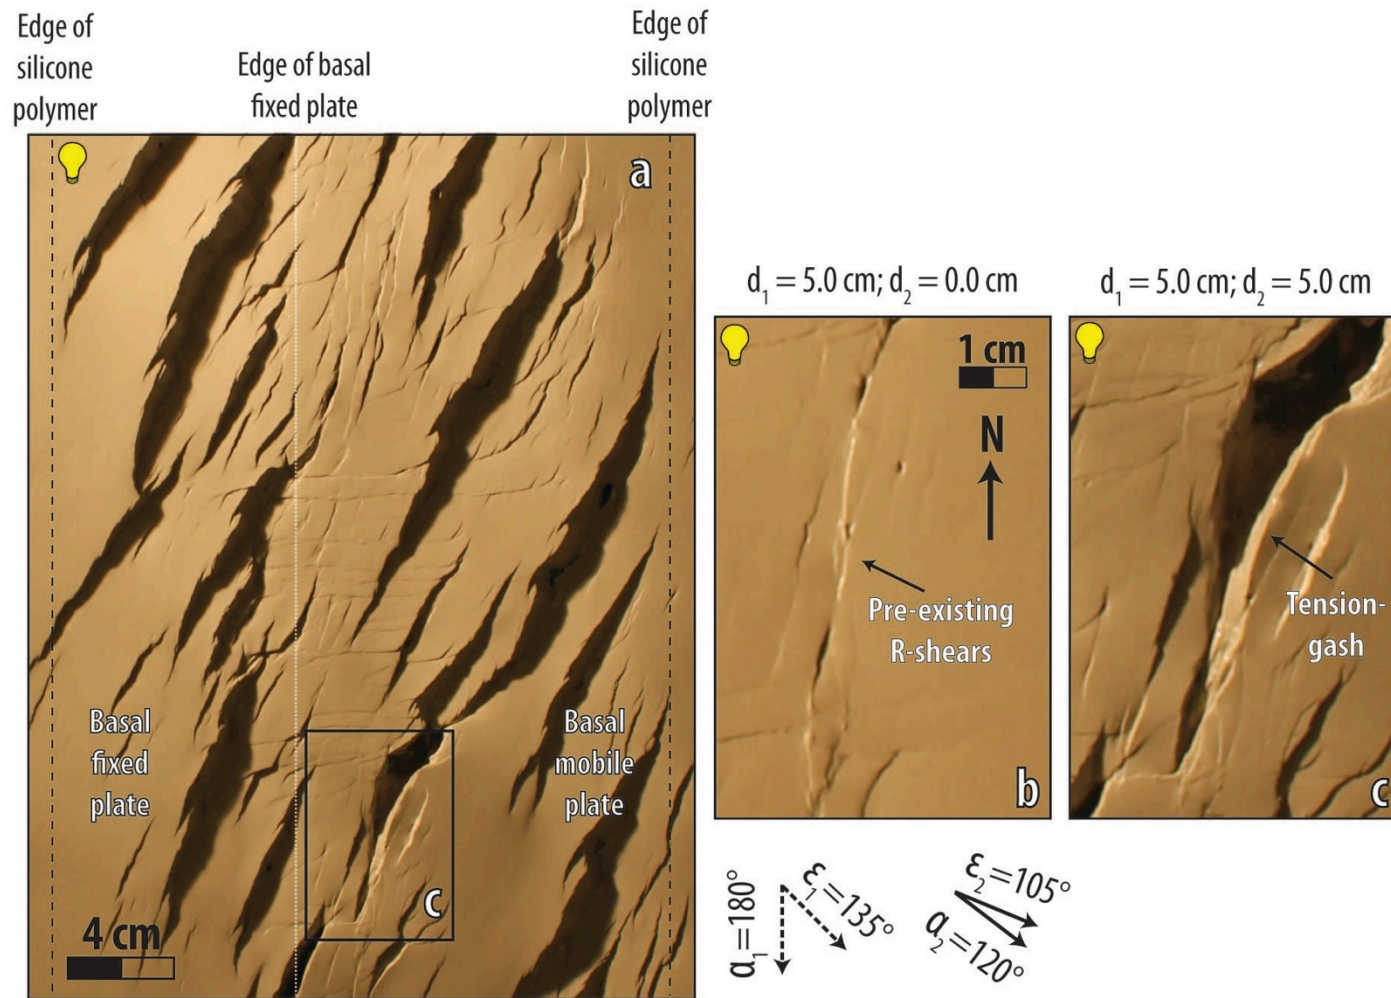 Edge of
silicone
polymer
Edge of basal
fixed plate
Edge of
silicone
polymer
a
Basal
fixed
plate
Basal
mobile
plate
c
4 cm
d₁ = 5.0 cm; d₂ = 0.0 cm
1 cm
N
Pre-existing
R-shears
b
d₁ = 5.0 cm; d₂ = 5.0 cm
Tension-
gash
c
α₁=180°
ε₁=135°
ε₂=105°
α₂=120°